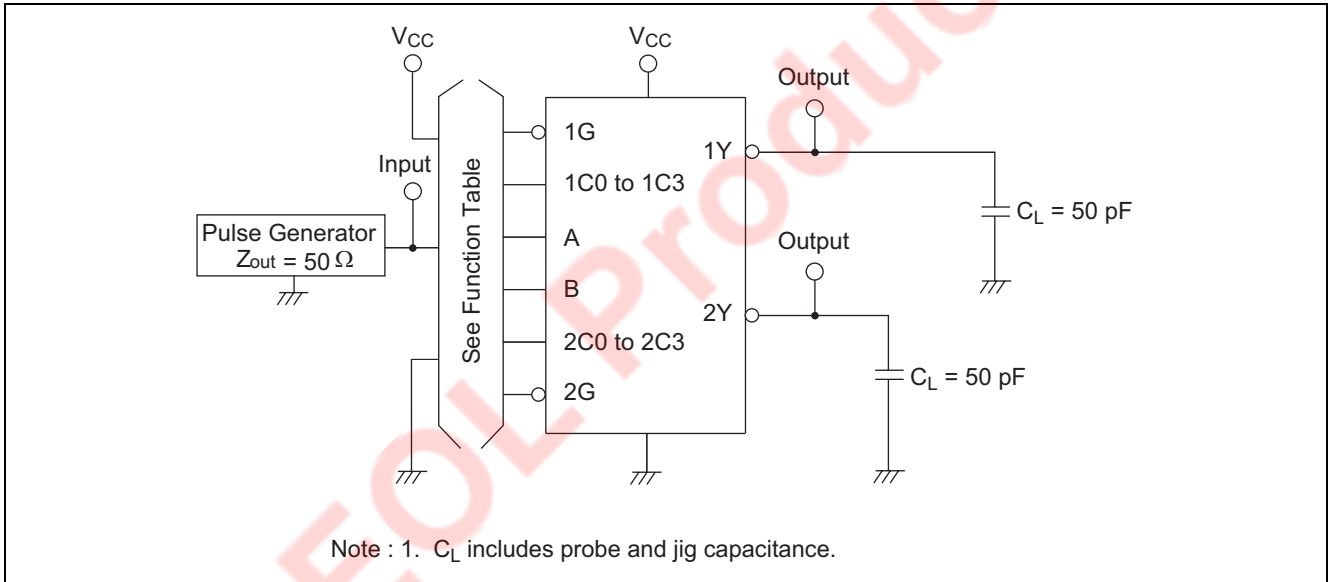 VCC
VCC
Output
1G
1Y
Input
1C0 to 1C3
CL = 50 pF
Pulse Generator
Zout = 50 Ω
See Function Table
A
Output
B
2Y
2C0 to 2C3
CL = 50 pF
2G
Note : 1. CL includes probe and jig capacitance.
EOL Produc